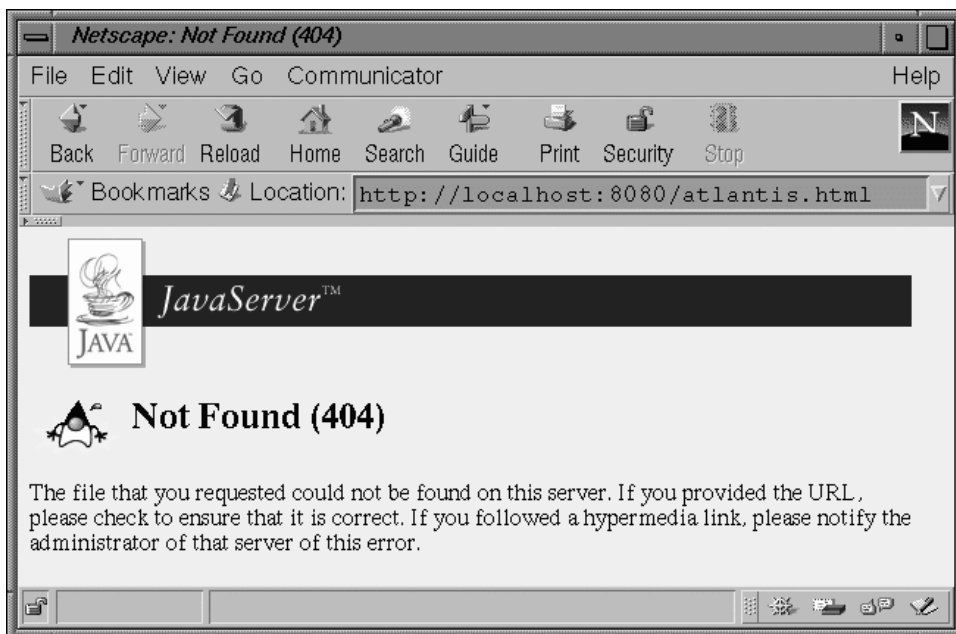 Netscape: Not Found (404)
File Edit View Go Communicator Help
Back Forward Reload Home Search Guide Print Security Stop
N
Bookmarks Location: http://localhost:8080/atlantis.html
JavaServer™
JAVA
Not Found (404)
The file that you requested could not be found on this server. If you provided the URL,
please check to ensure that it is correct. If you followed a hypermedia link, please notify the
administrator of that server of this error.